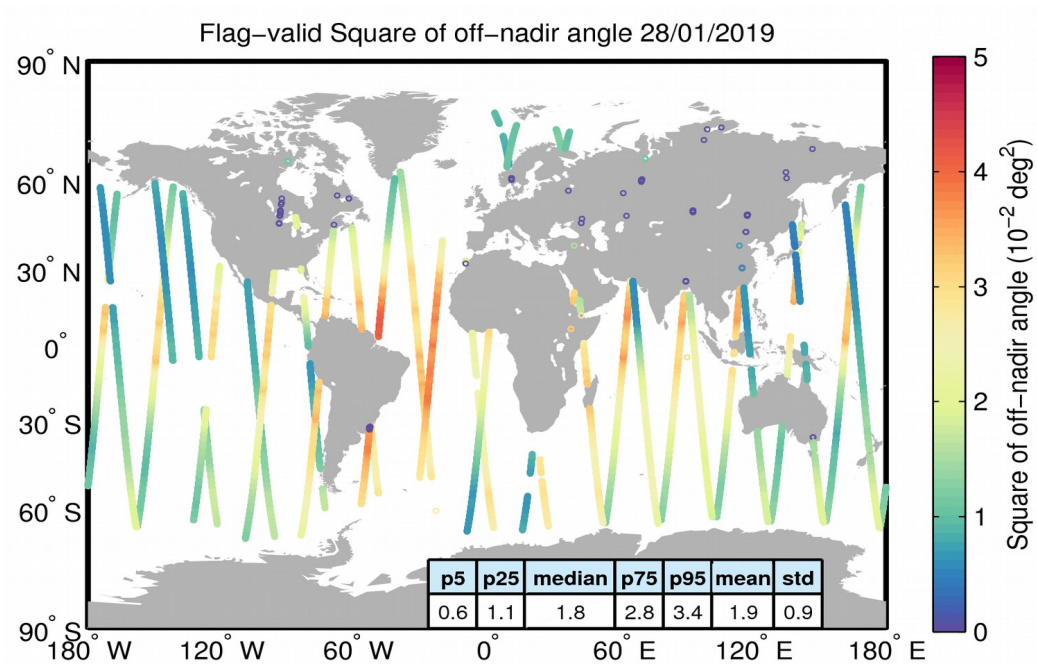 Flag−valid Square of off−nadir angle 28/01/2019
90° N
60° N
30° N
0°
30° S
60° S
90° S
180° W
120° W
60° W
0°
60° E
120° E
180° E
p5 p25 median p75 p95 mean std
0.6 1.1 1.8 2.8 3.4 1.9 0.9
5
4
3
2
1
0
Square of off−nadir angle (10⁻² deg²)